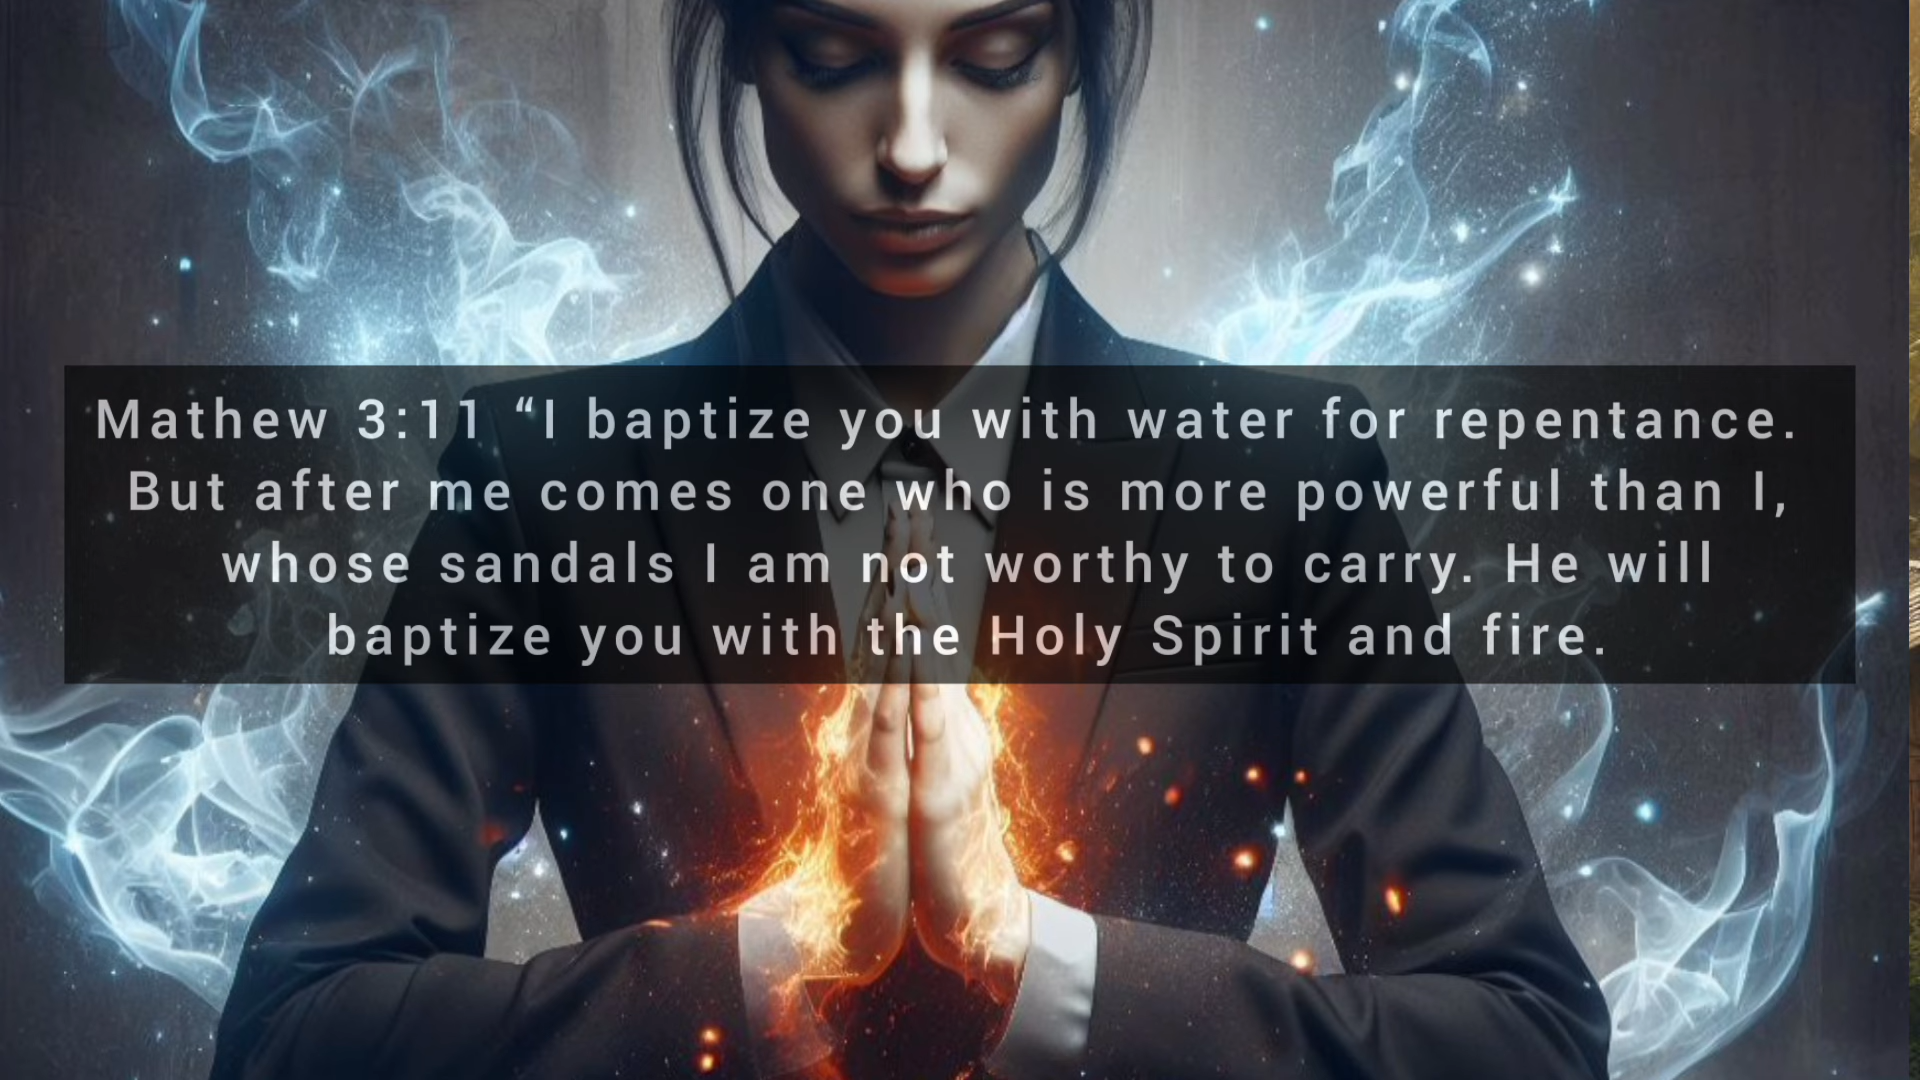 Mathew 3:11 “I baptize you with water for repentance.
But after me comes one who is more powerful than I,
whose sandals I am not worthy to carry. He will
baptize you with the Holy Spirit and fire.